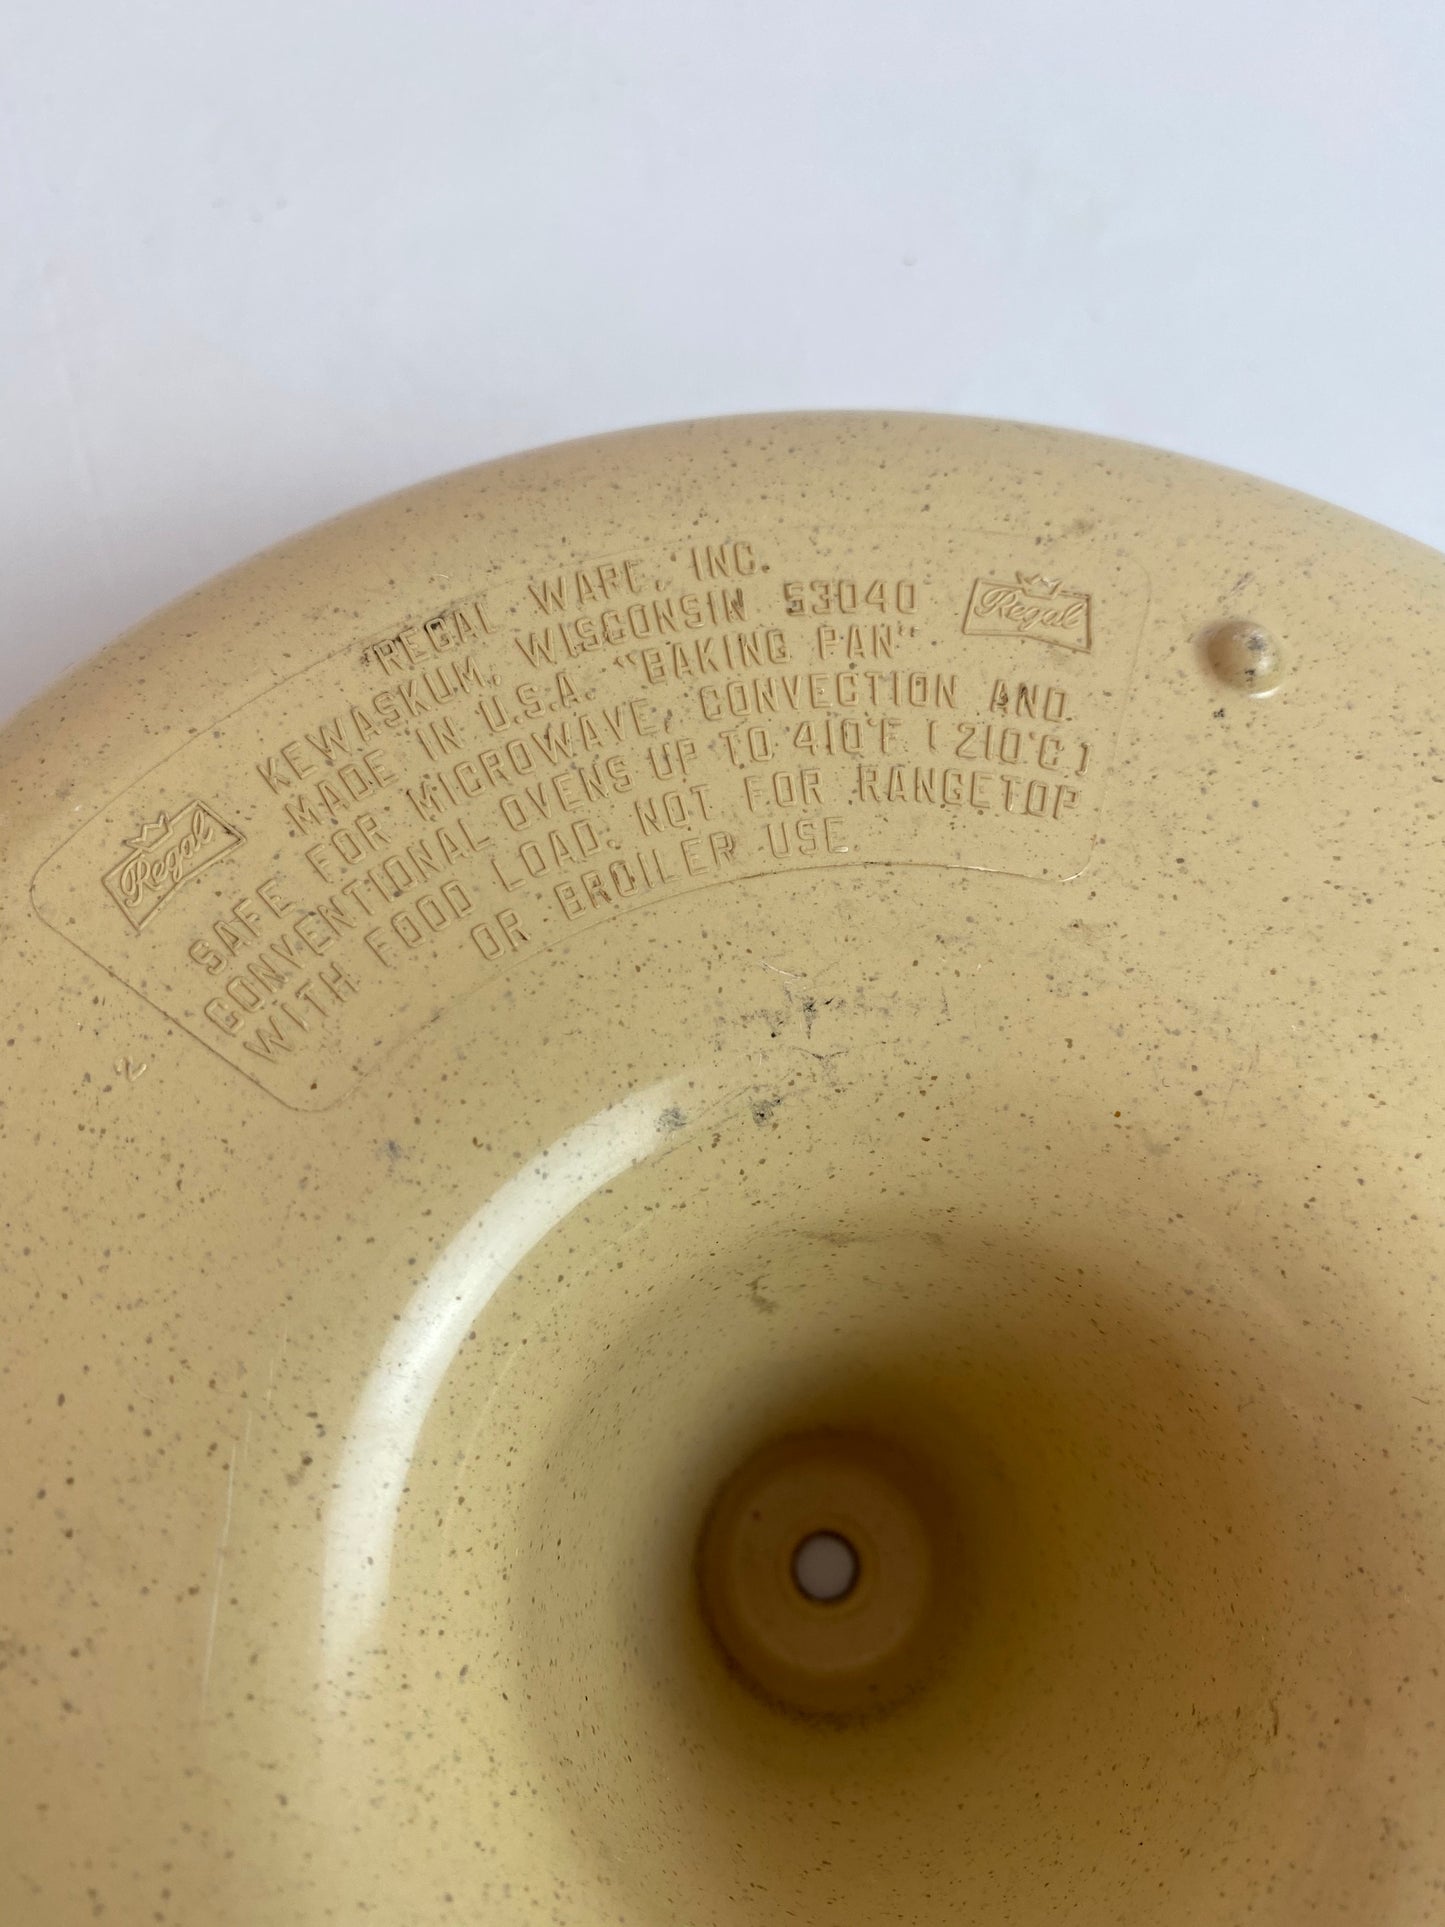 REGAL WARE, INC.
KEWASKUM, WISCONSIN 53040
MADE IN U.S.A. "BAKING PAN"
SAFE FOR MICROWAVE, CONVECTION AND
CONVENTIONAL OVENS UP TO 410°F (210°C)
WITH FOOD LOAD. NOT FOR RANGETOP
OR BROILER USE.
Regal
Regal
2